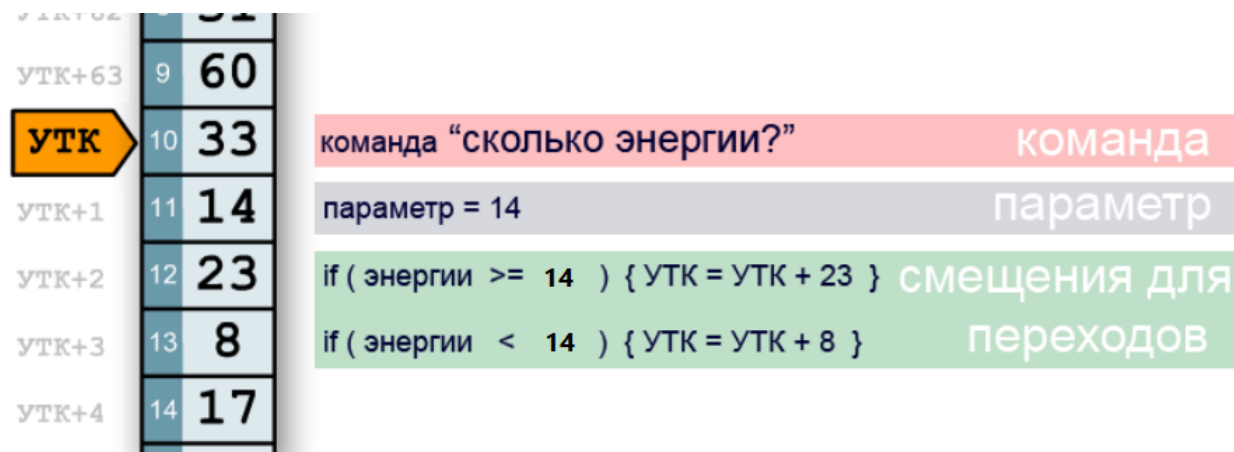 УТК+63 9 60
УТК 10 33 команда “сколько энергии?” команда
УТК+1 11 14 параметр = 14 параметр
УТК+2 12 23 if ( энергии >= 14 ) { УТК = УТК + 23 } смещения для
УТК+3 13 8 if ( энергии < 14 ) { УТК = УТК + 8 } переходов
УТК+4 14 17